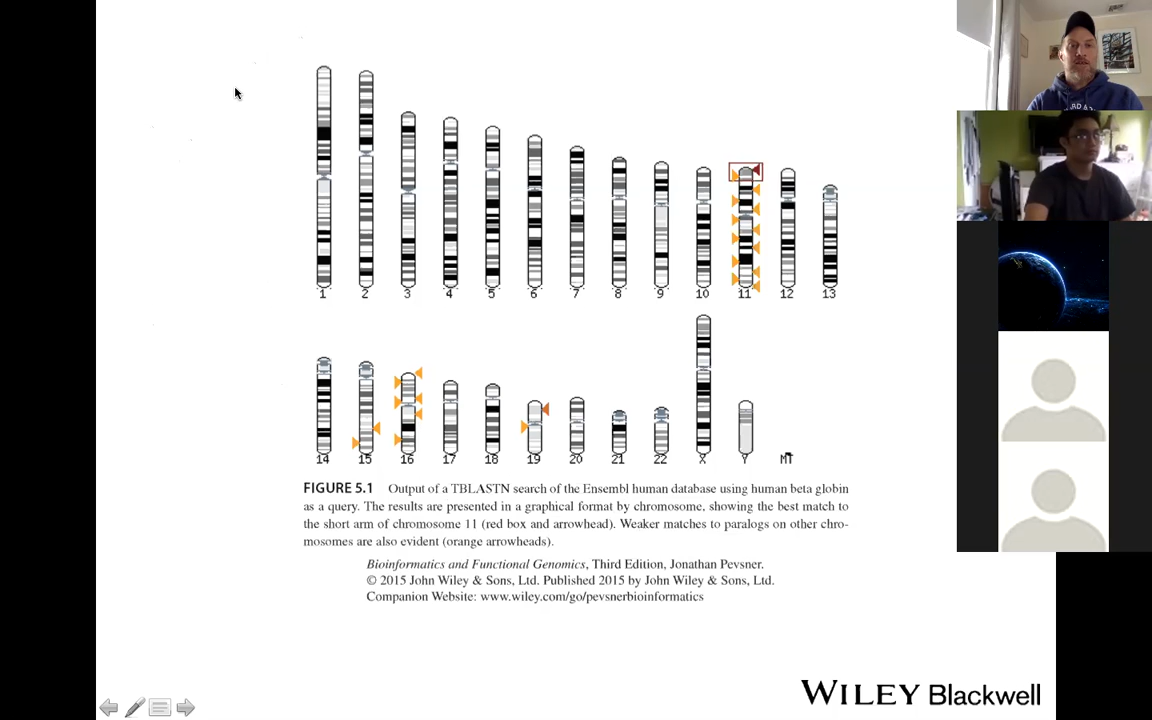 1 2 3 4 5 6 7 8 9 10 11 12 13
14 15 16 17 18 19 20 21 22 X Y MT
FIGURE 5.1 Output of a TBLASTN search of the Ensembl human database using human beta globin
as a query. The results are presented in a graphical format by chromosome, showing the best match to
the short arm of chromosome 11 (red box and arrowhead). Weaker matches to paralogs on other chro-
mosomes are also evident (orange arrowheads).
Bioinformatics and Functional Genomics, Third Edition, Jonathan Pevsner.
© 2015 John Wiley & Sons, Ltd. Published 2015 by John Wiley & Sons, Ltd.
Companion Website: www.wiley.com/go/pevsnerbioinformatics
WILEY Blackwell